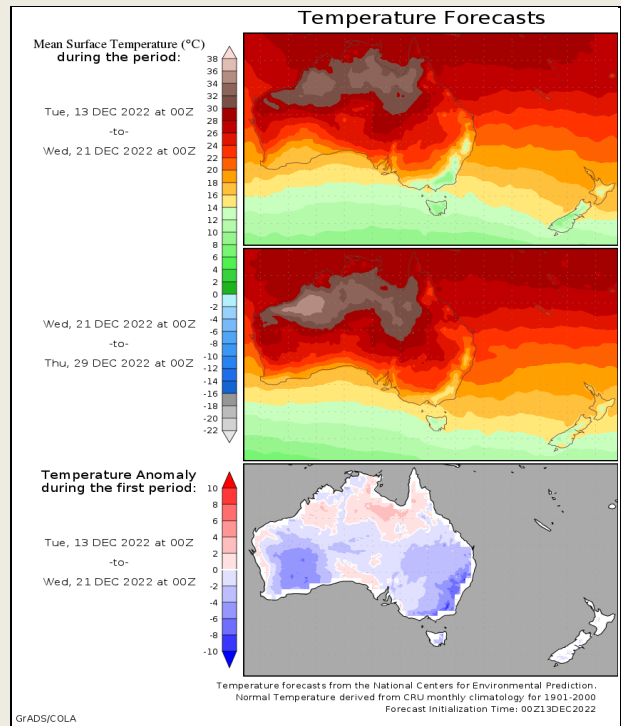 Temperature Forecasts
Mean Surface Temperature (°C)
during the period:
Tue, 13 DEC 2022 at 00Z
-to-
Wed, 21 DEC 2022 at 00Z
38
36
34
32
30
28
26
24
22
20
18
16
14
12
10
8
6
4
2
0
-2
-4
-6
-8
-10
-12
-14
-16
-18
-20
-22
Wed, 21 DEC 2022 at 00Z
-to-
Thu, 29 DEC 2022 at 00Z
Temperature Anomaly
during the first period:
Tue, 13 DEC 2022 at 00Z
-to-
Wed, 21 DEC 2022 at 00Z
10
8
6
4
2
0
-2
-4
-6
-8
-10
Temperature forecasts from the National Centers for Environmental Prediction.
Normal Temperature derived from CRU monthly climatology for 1901-2000
Forecast Initialization Time: 00Z13DEC2022
GrADS/COLA